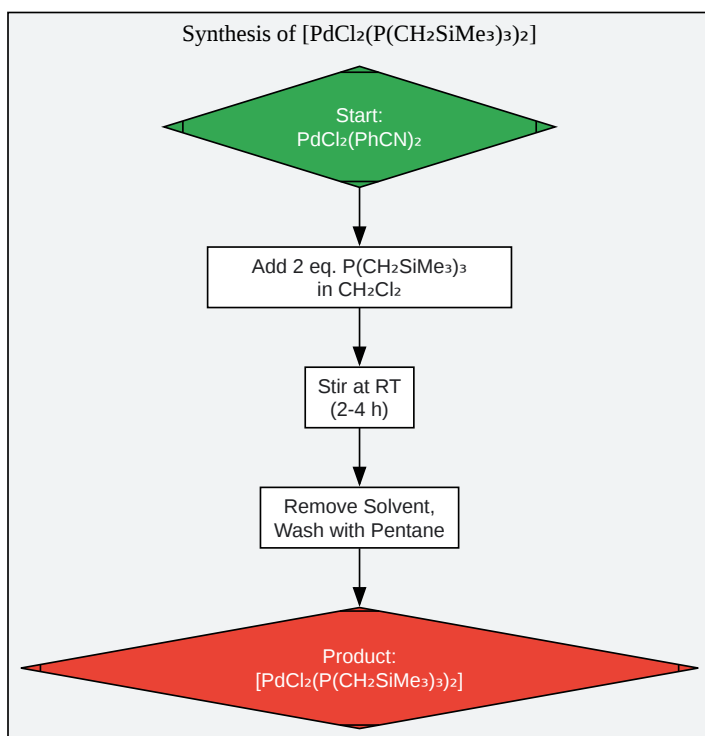 Synthesis of [PdCl₂(P(CH₂SiMe₃)₃)₂]
Start:
PdCl₂(PhCN)₂
Add 2 eq. P(CH₂SiMe₃)₃
in CH₂Cl₂
Stir at RT
(2-4 h)
Remove Solvent,
Wash with Pentane
Product:
[PdCl₂(P(CH₂SiMe₃)₃)₂]